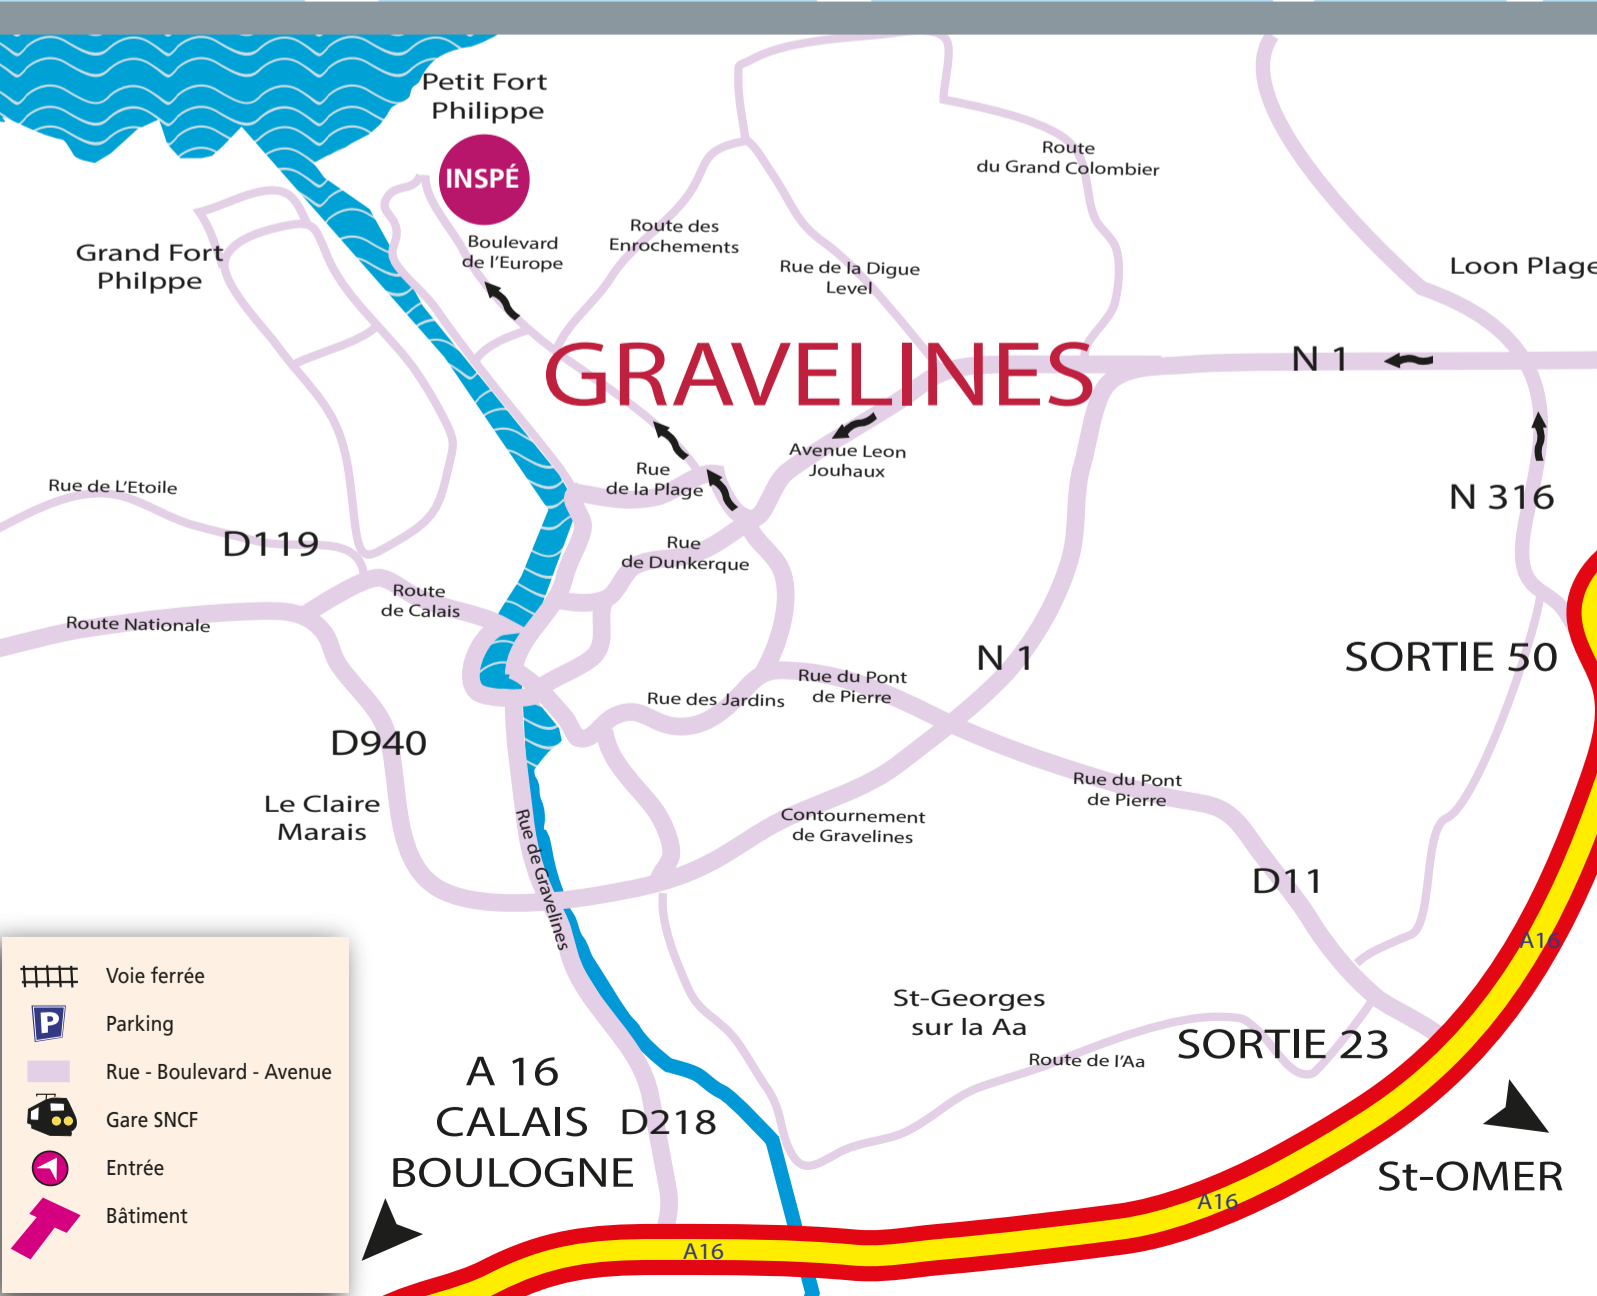 Petit Fort
Philippe
INSPÉ
Boulevard
de l'Europe
Grand Fort
Philppe
Route des
Enrochements
Route
du Grand Colombier
Rue de la Digue
Level
Loon Plage
GRAVELINES
N 1
Avenue Leon
Jouhaux
Rue
de la Plage
N 316
Rue de L'Etoile
D119
Rue
de Dunkerque
Route
de Calais
Route Nationale
N 1
SORTIE 50
Rue du Pont
de Pierre
Rue des Jardins
D940
Le Claire
Marais
Rue du Pont
de Pierre
Contournement
de Gravelines
Rue de Gravelines
D11
A16
St-Georges
sur la Aa
Route de l'Aa
SORTIE 23
A 16
CALAIS
BOULOGNE
D218
St-OMER
A16
A16
Voie ferrée
P
Parking
Rue - Boulevard - Avenue
Gare SNCF
Entrée
Bâtiment